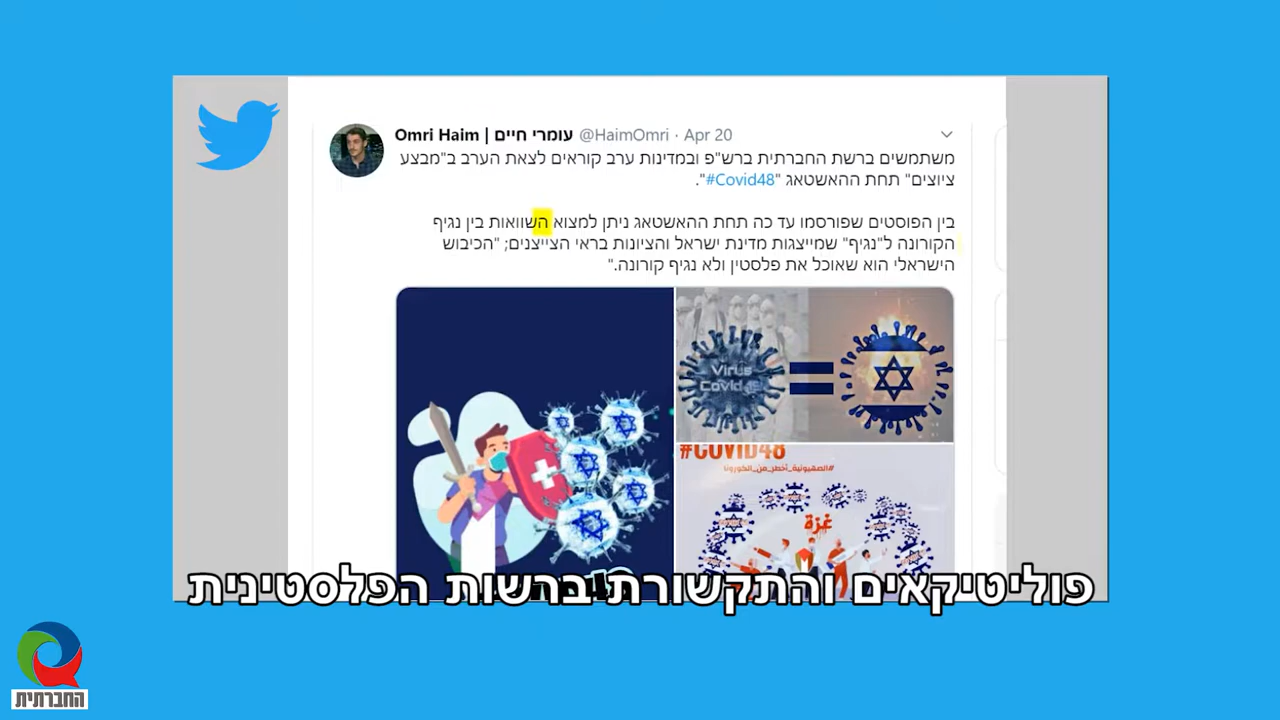 Omri Haim | עומרי חיים @HaimOmri · Apr 20
משתמשים ברשת החברתית ברש"פ ובמדינות ערב קוראים לצאת הערב ב"מבצע
ציוצים" תחת ההאשטאג "#Covid48".
בין הפוסטים שפורסמו עד כה תחת ההאשטאג ניתן למצוא השוואות בין נגיף
הקורונה ל"נגיף" שמייצגות מדינת ישראל והציונות בראי הצייצנים; "הכיבוש
הישראלי הוא שאוכל את פלסטין ולא נגיף קורונה."
Virus
#COVID48
#الصهيونية_أخطر_من_الكورونا
غزة
פוליטיקאים והתקשורת ברשות הפלסטינית
החברתית